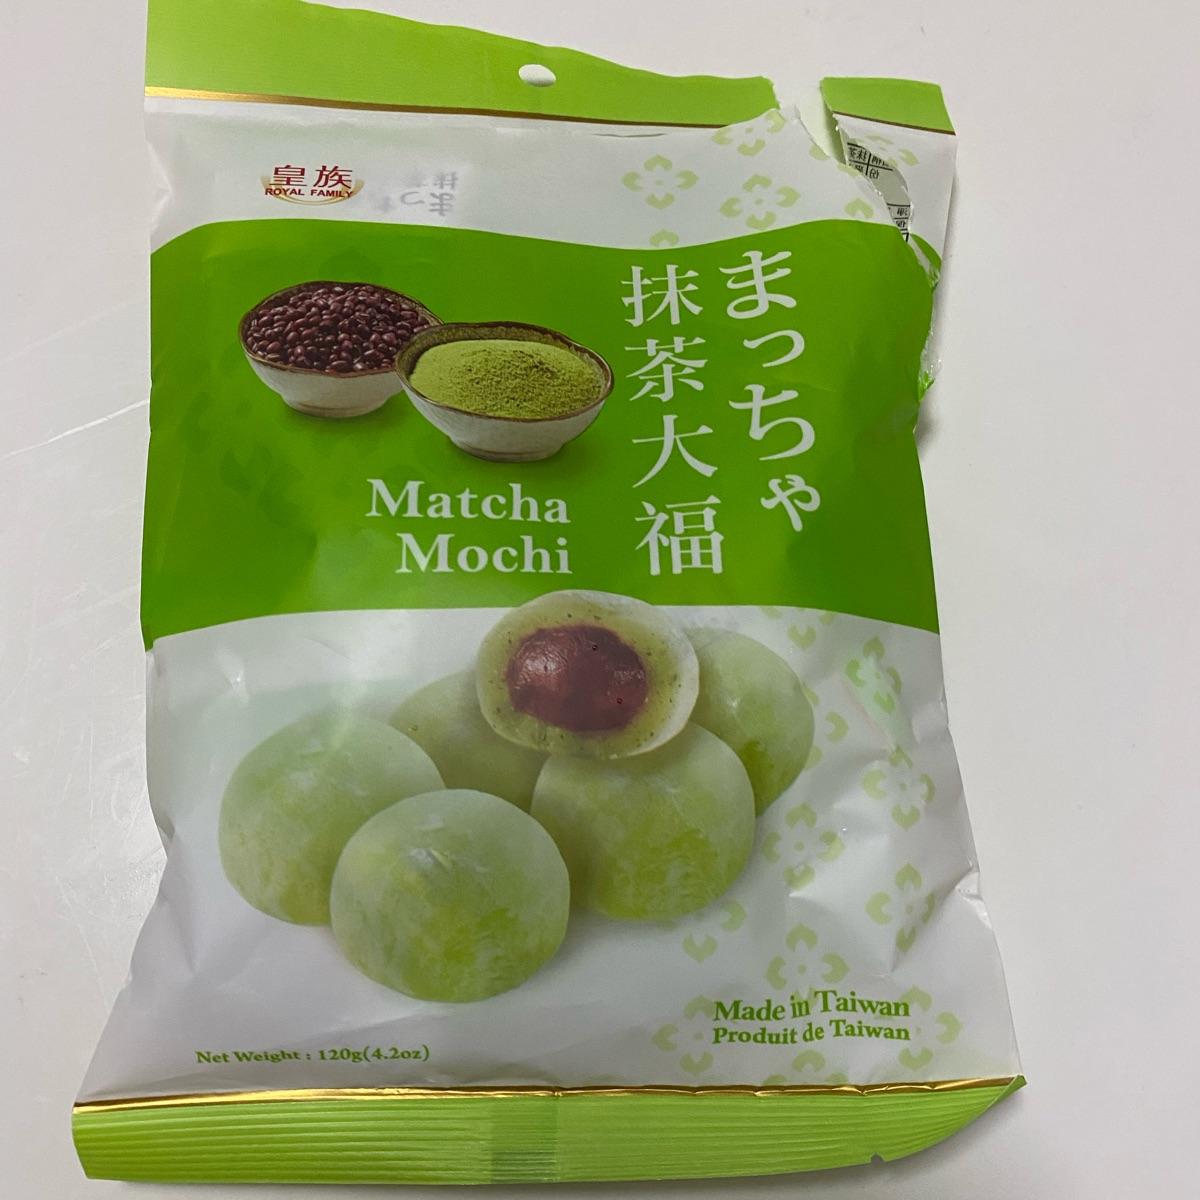 皇族
ROYAL FAMILY
まっちゃ
抹茶大福
Matcha
Mochi
Made in Taiwan
Produit de Taiwan
Net Weight : 120g(4.2oz)